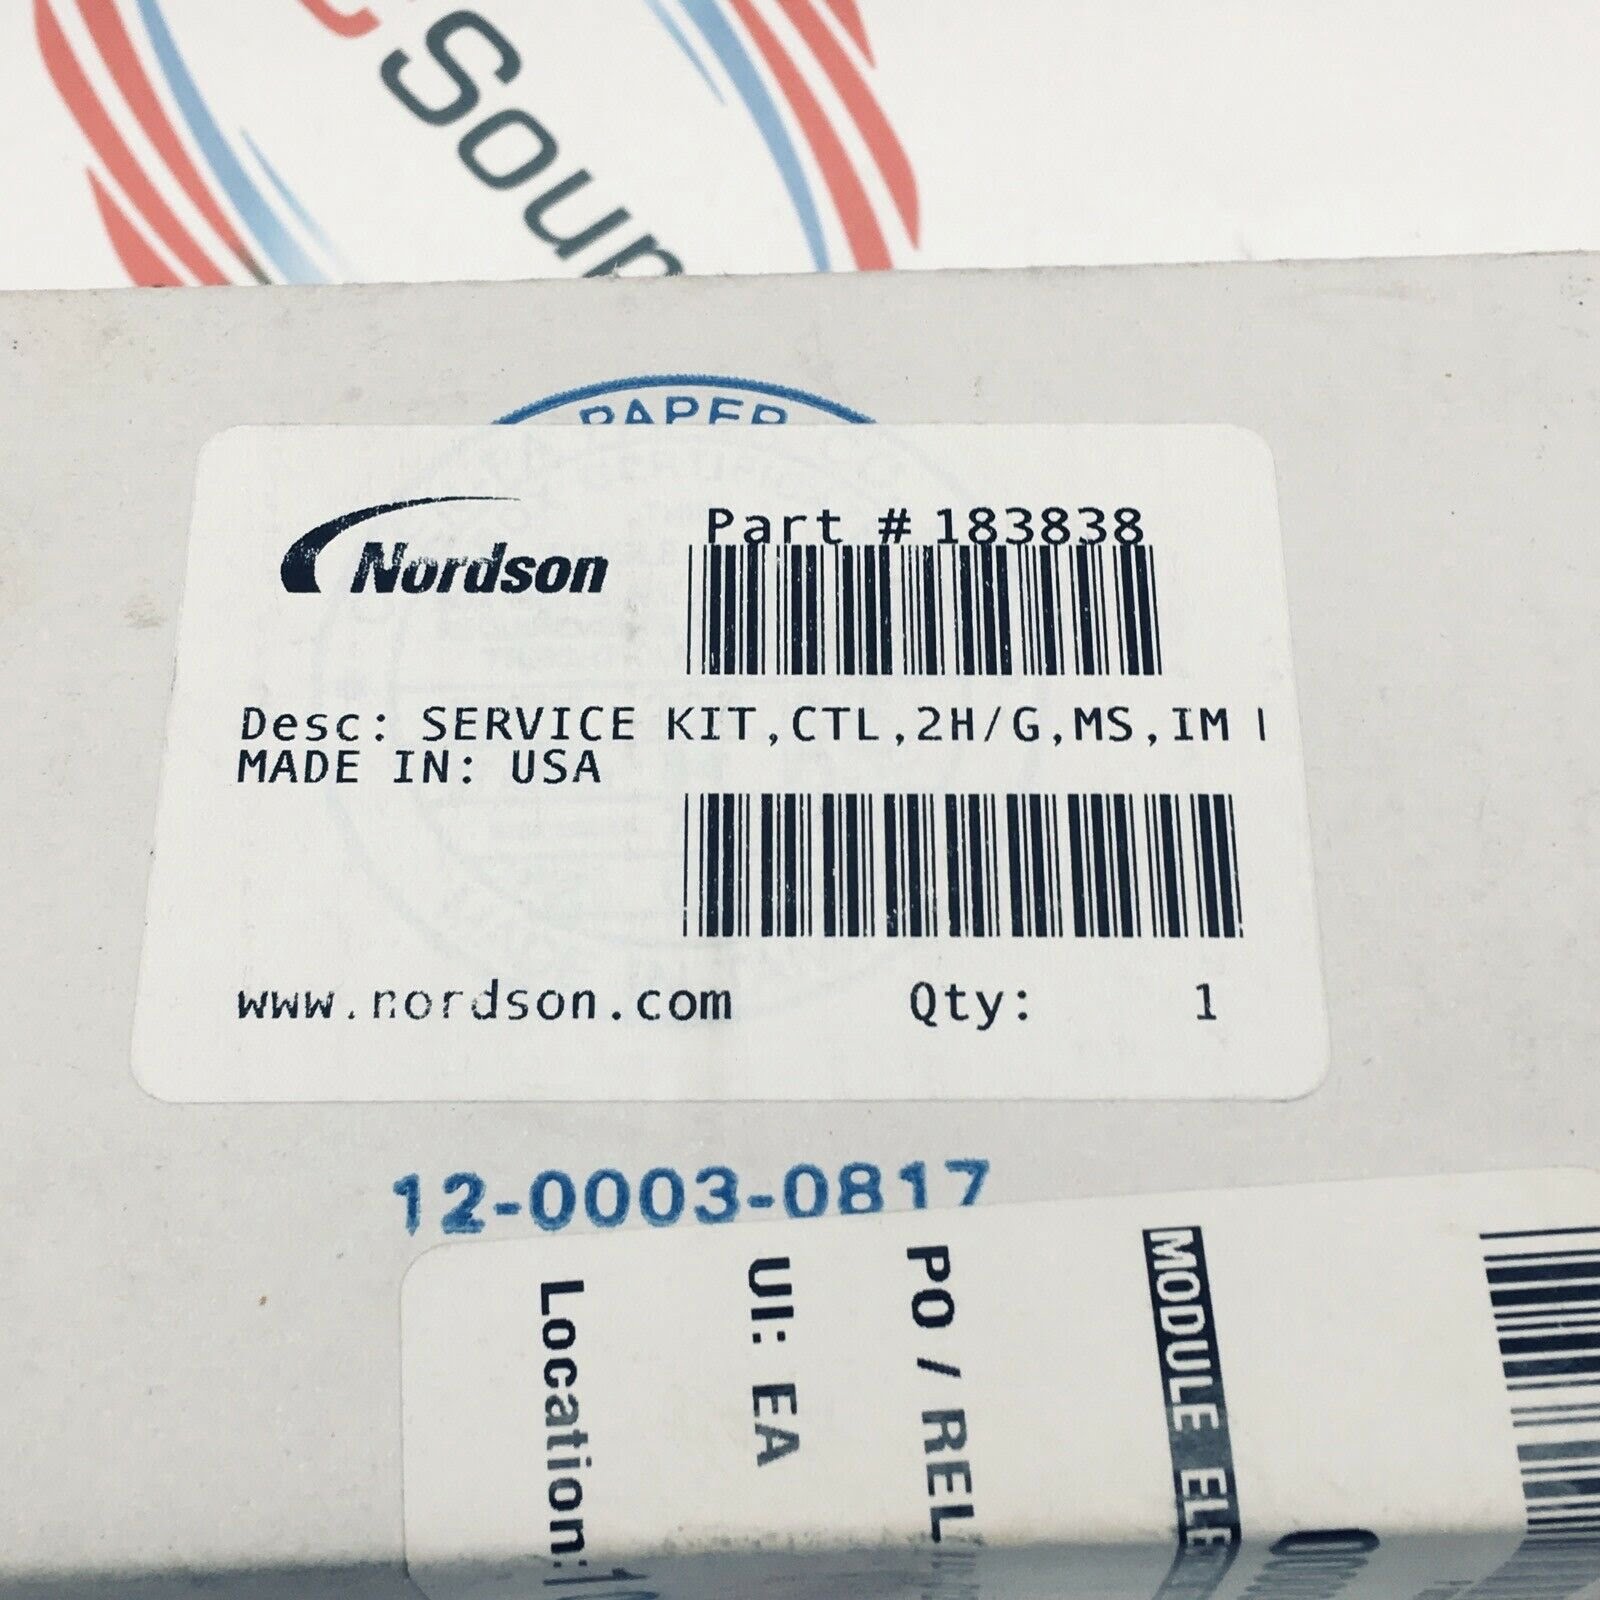 Sour
PAPER
Nordson
Part # 183838
Desc: SERVICE KIT,CTL,2H/G,MS,IM
MADE IN: USA
www.nordson.com Qty: 1
12-0003-0817
MODULE
PO / REL
UI: EA
Location: